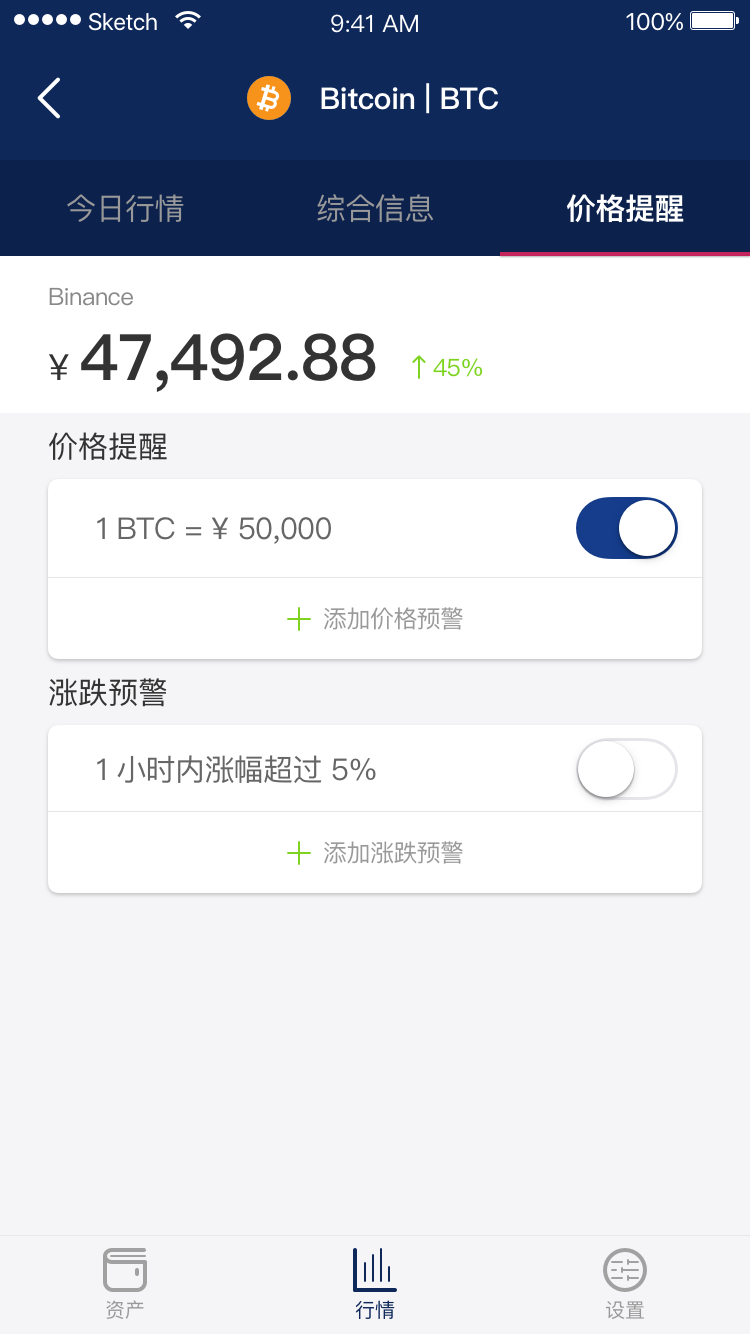 Sketch 9:41 AM 100%
Bitcoin | BTC
今日行情 综合信息 价格提醒
Binance
¥ 47,492.88 ↑45%
价格提醒
1 BTC = ¥ 50,000
+ 添加价格预警
涨跌预警
1 小时内涨幅超过 5%
+ 添加涨跌预警
资产 行情 设置